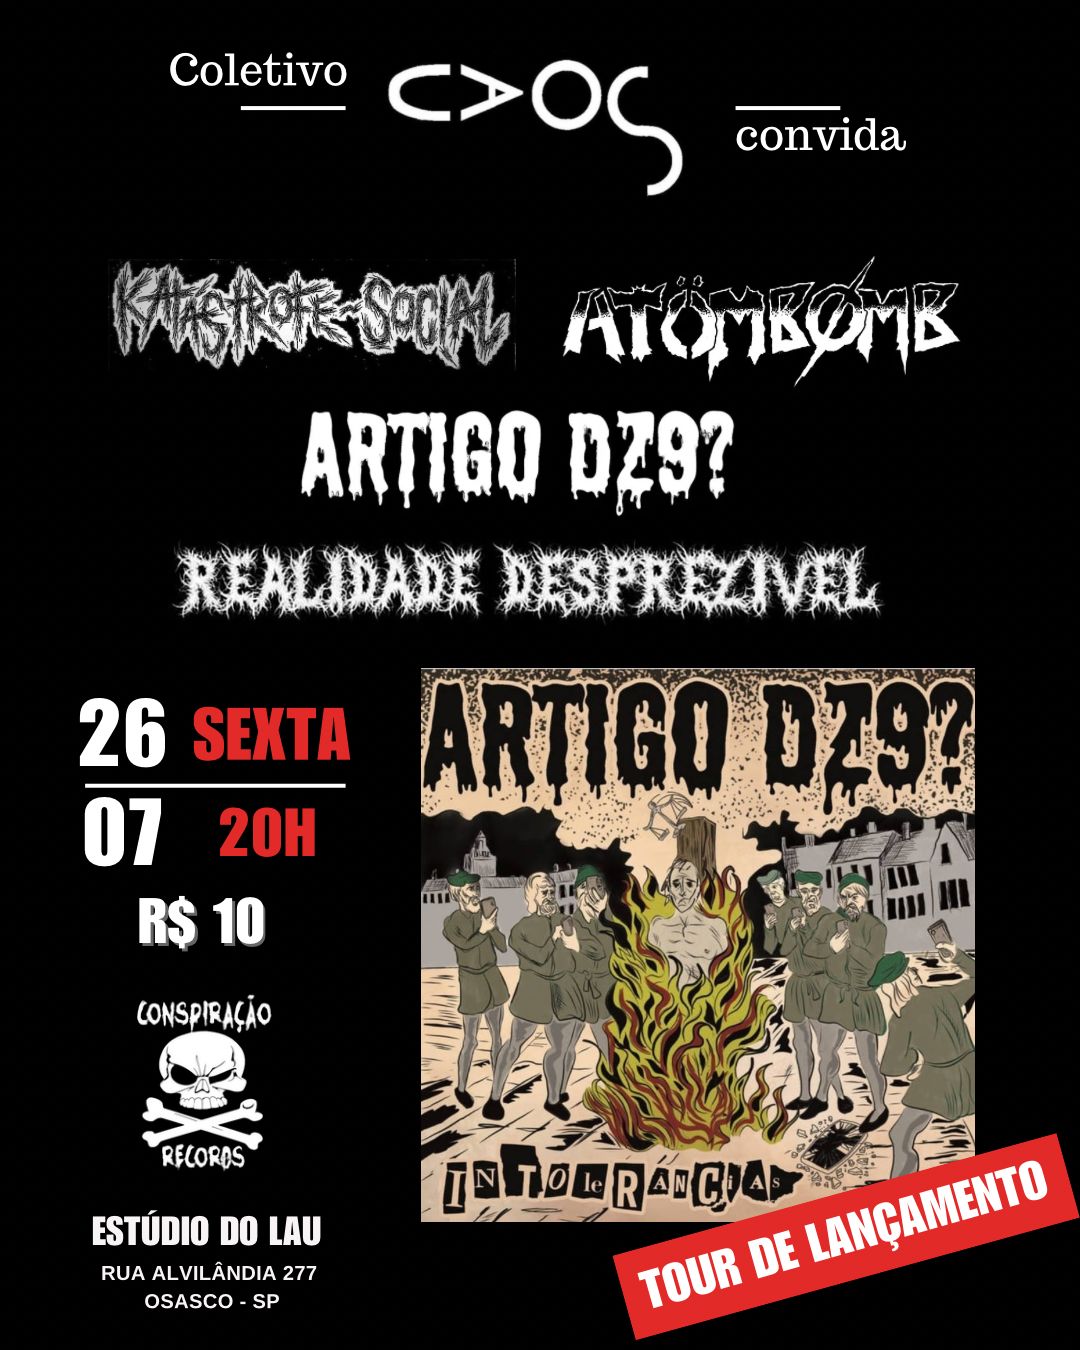 Coletivo
CAOS
convida
KATÁSTROFE-SOCIAL
ATÖMBØMB
ARTIGO DZ9?
REALIDADE DESPREZIVEL
26 SEXTA
07 20H
R$ 10
CONSPIRAÇÃO
RECORDS
ESTÚDIO DO LAU
RUA ALVILÂNDIA 277
OSASCO - SP
ARTIGO DZ9?
INTOleRÂNCiAs
TOUR DE LANÇAMENTO